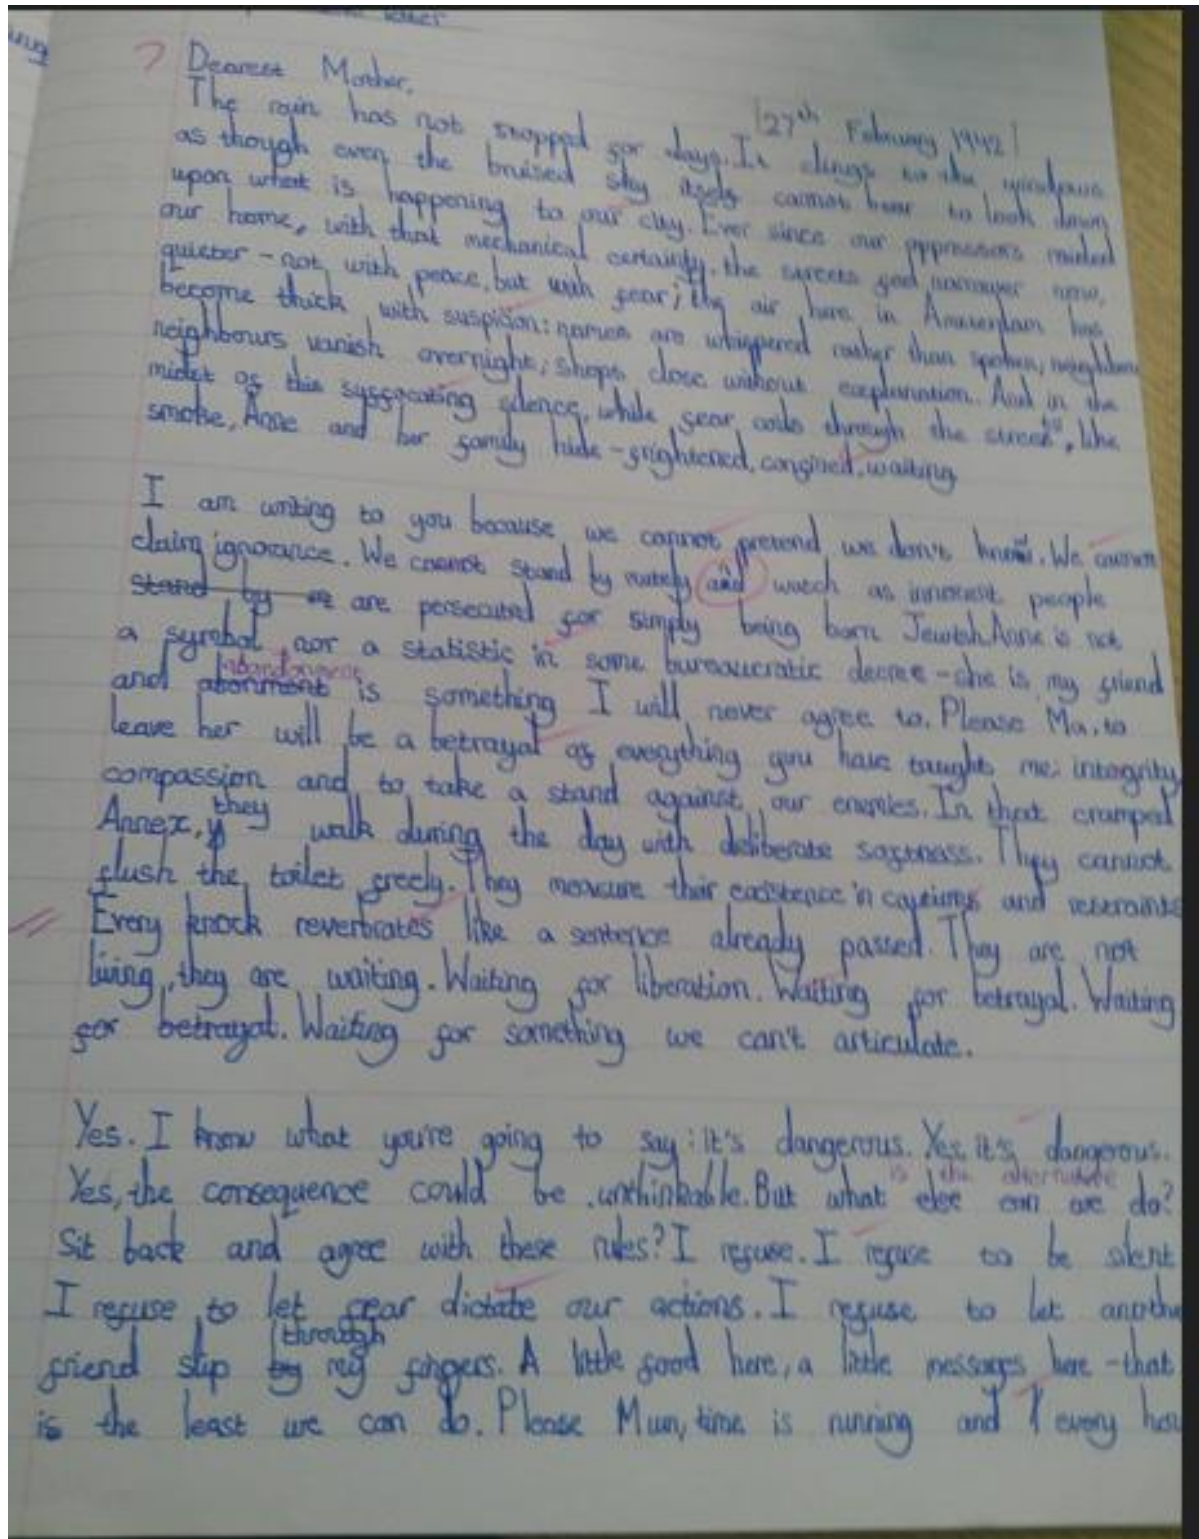 letter
Dearest Mother,
27th February 1942
The rain has not stopped for days. It clings to the windows
as though even the bruised sky itself cannot bear to look down
upon what is happening to our city. Ever since our oppressors raided
our home, with that mechanical certainty, the streets feel narrower now,
quieter - not with peace, but with fear; the air here in Amsterdam has
become thick with suspicion: names are whispered rather than spoken;
neighbours vanish overnight; shops close without explanation. And in the
midst of this suffocating silence, while fear coils through the streets, like
smoke, Anne and her family hide - frightened, confined, waiting
I am writing to you because we cannot pretend we don't know. We cannot
claim ignorance. We cannot stand by mutely and watch as innocent people
stand by are persecuted for simply being born Jewish. Anne is not
a symbol nor a statistic in some bureaucratic decree - she is my friend
abandonment
and abonment is something I will never agree to. Please Ma, to
leave her will be a betrayal of everything you have taught me: integrity,
compassion and to take a stand against our enemies. In that cramped
Annex, they walk during the day with deliberate softness. They cannot
flush the toilet freely. They measure their existence in and restraints
Every knock reverbrates like a sentence already passed. They are not
living, they are waiting. Waiting for liberation. Waiting for betrayal. Waiting
for betrayal. Waiting for something we can't articulate.
Yes. I know what you're going to say: it's dangerous. Yes, it's dangerous.
is the alternative
Yes, the consequence could be unthinkable. But what else can we do?
Sit back and agree with these rules? I refuse. I refuse to be silent
I refuse to let fear dictate our actions. I refuse to let anothe
through
friend slip by my fingers. A little food here, a little messages here - that
is the least we can do. Please Mum, time is running and every hou